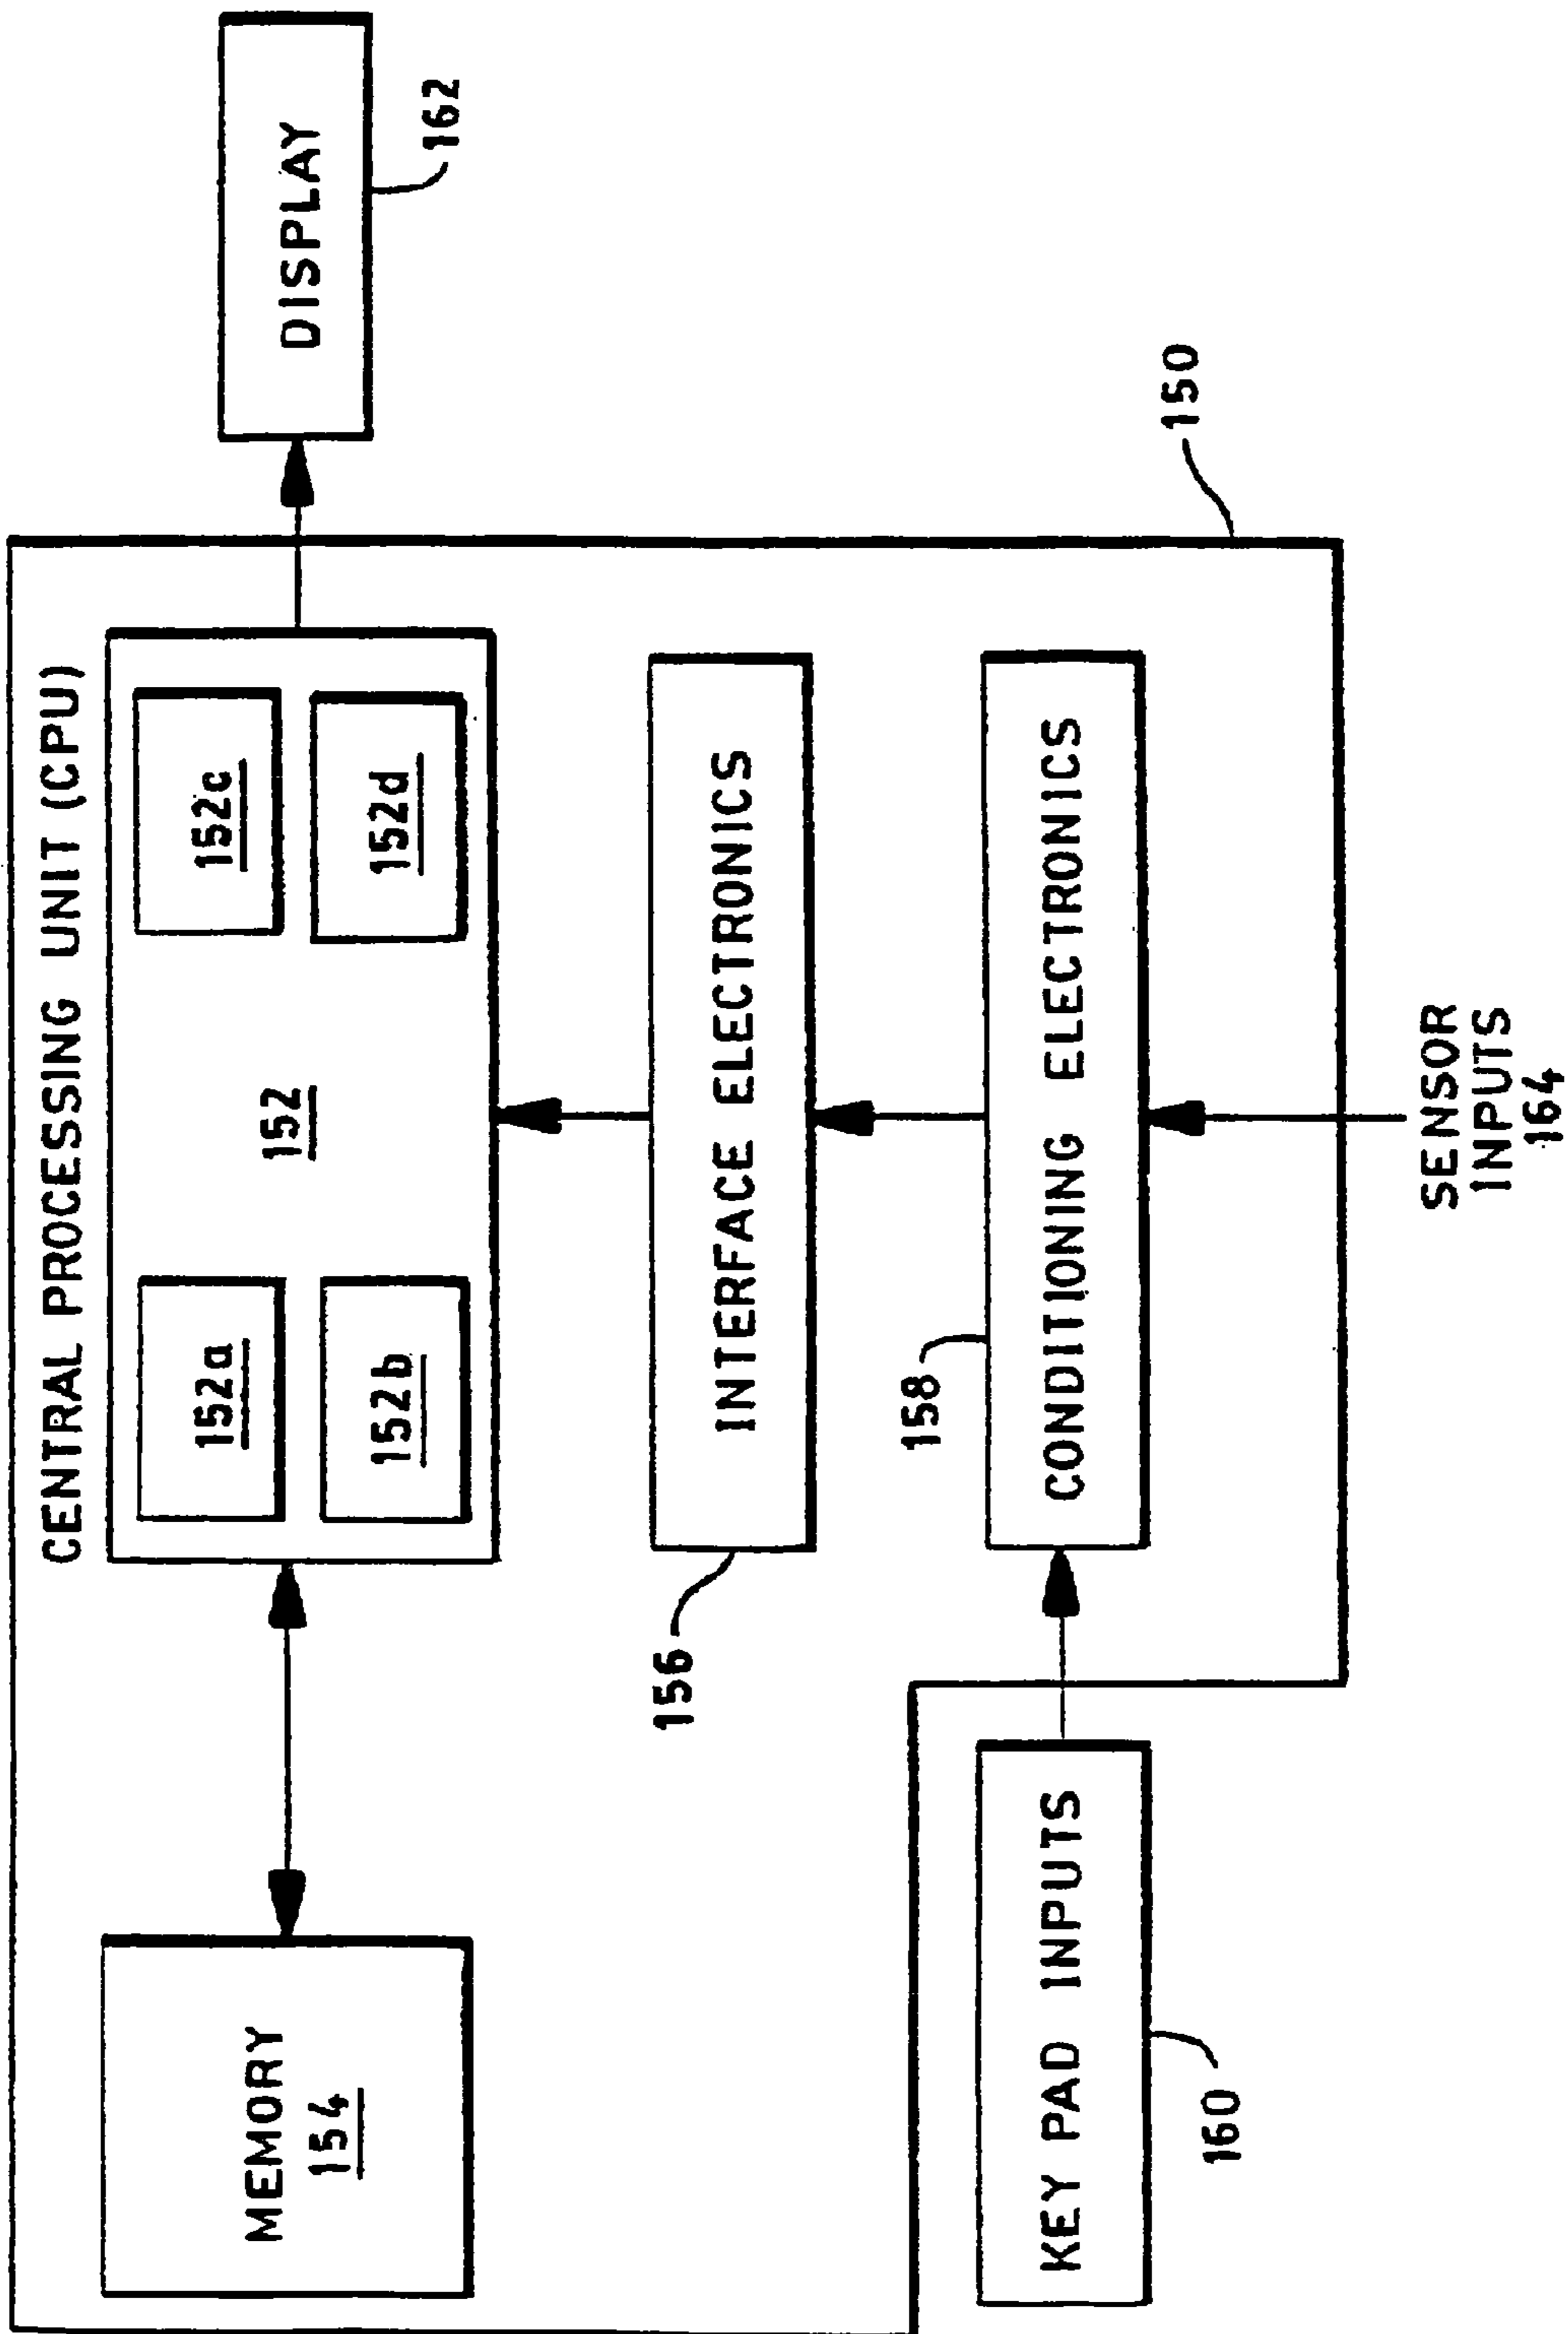 CENTRAL PROCESSING UNIT (CPU)
MEMORY
154
152a
152b
152
152c
152d
DISPLAY
162
156
INTERFACE ELECTRONICS
158
CONDITIONING ELECTRONICS
150
KEY PAD INPUTS
160
SENSOR
INPUTS
164